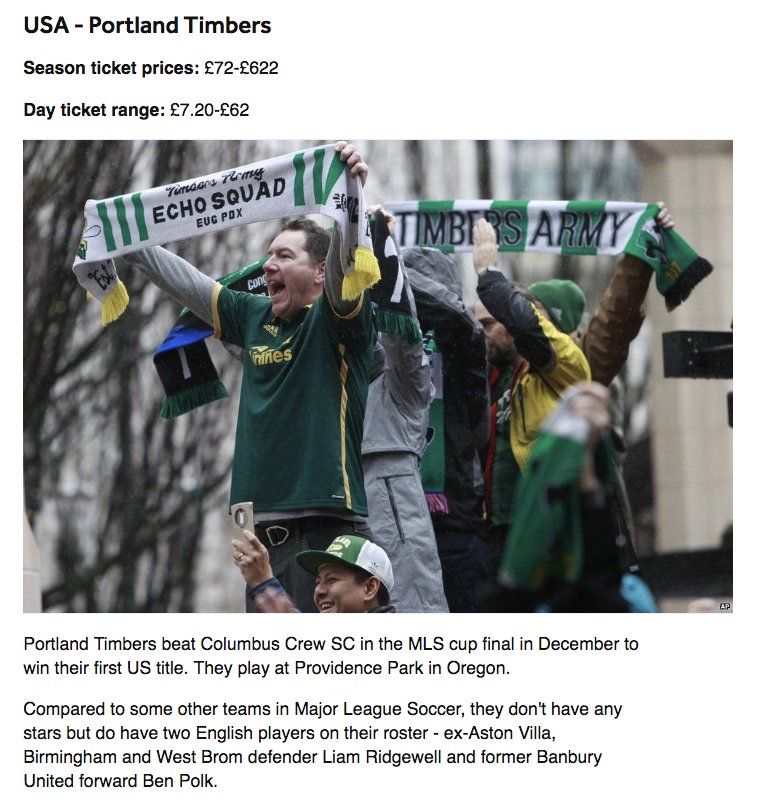 USA - Portland Timbers
Season ticket prices: £72-£622
Day ticket range: £7.20-£62
Timbers Army
ECHO SQUAD
EUG PDX
"Est
TIMBERS ARMY
AP
Portland Timbers beat Columbus Crew SC in the MLS cup final in December to
win their first US title. They play at Providence Park in Oregon.
Compared to some other teams in Major League Soccer, they don't have any
stars but do have two English players on their roster - ex-Aston Villa,
Birmingham and West Brom defender Liam Ridgewell and former Banbury
United forward Ben Polk.